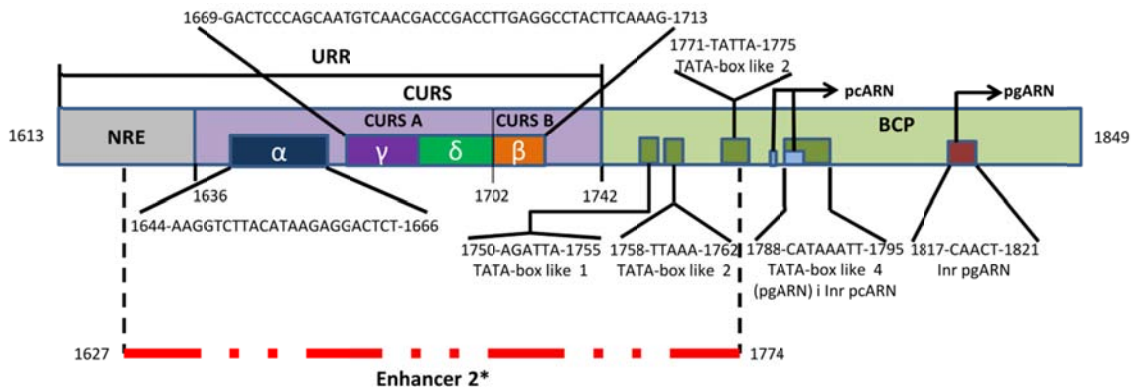 1669-GACTCCCAGCAATGTCAACGACCGACCTTGAGGCCTACTTCAAAG-1713
1771-TATTA-1775
TATA-box like 2
URR
CURS
pcARN
pgARN
1613
NRE
CURS A
CURS B
BCP
1849
α
γ
δ
β
1636
1702
1742
1644-AAGGTCTTACATAAGAGGACTCT-1666
1750-AGATTA-1755
TATA-box like 1
1758-TTAAA-1762
TATA-box like 2
1788-CATAAATT-1795
TATA-box like 4
(pgARN) i Inr pcARN
1817-CAACT-1821
Inr pgARN
1627
1774
Enhancer 2*